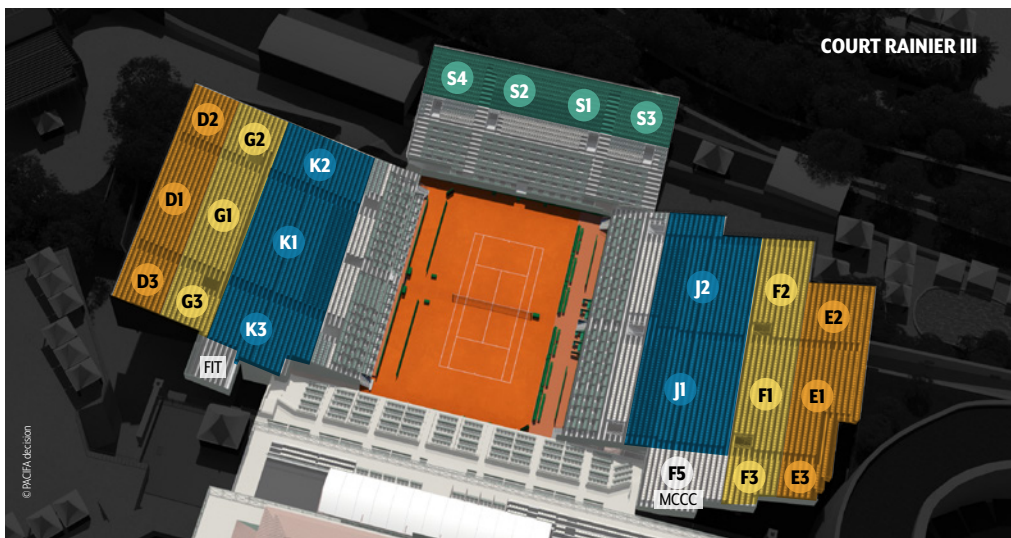 COURT RAINIER III
S4
S2
S1
S3
D2
G2
K2
D1
G1
K1
D3
G3
K3
FIT
J2
F2
E2
J1
F1
E1
F5
F3
E3
MCCC
© PACIFA decision